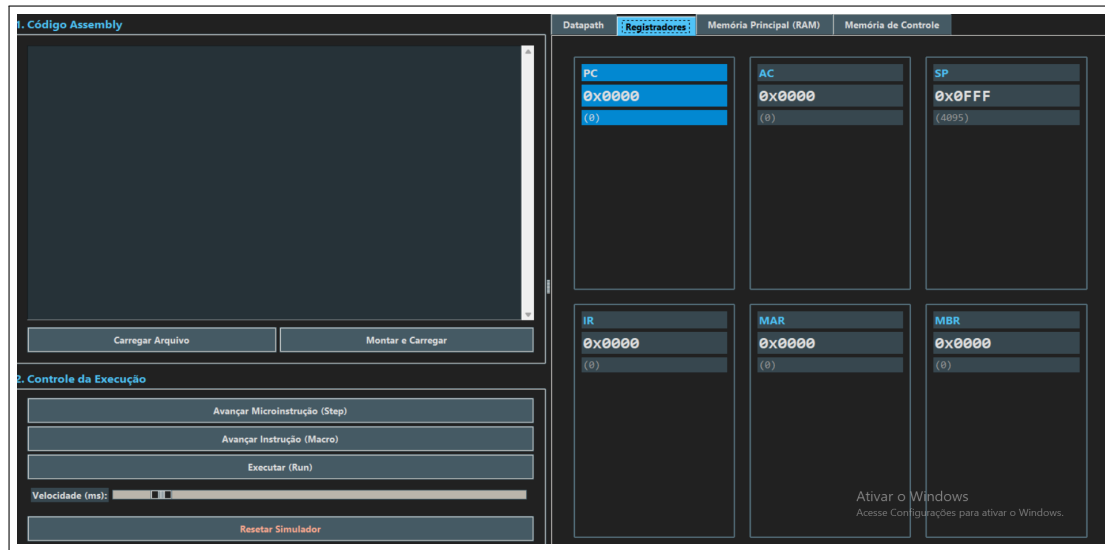 1. Código Assembly
Carregar Arquivo
Montar e Carregar
2. Controle da Execução
Avançar Microinstrução (Step)
Avançar Instrução (Macro)
Executar (Run)
Velocidade (ms):
Resetar Simulador
Datapath
Registradores
Memória Principal (RAM)
Memória de Controle
PC
0x0000
(0)
AC
0x0000
(0)
SP
0x0FFF
(4095)
IR
0x0000
(0)
MAR
0x0000
(0)
MBR
0x0000
(0)
Ativar o Windows
Acesse Configurações para ativar o Windows.